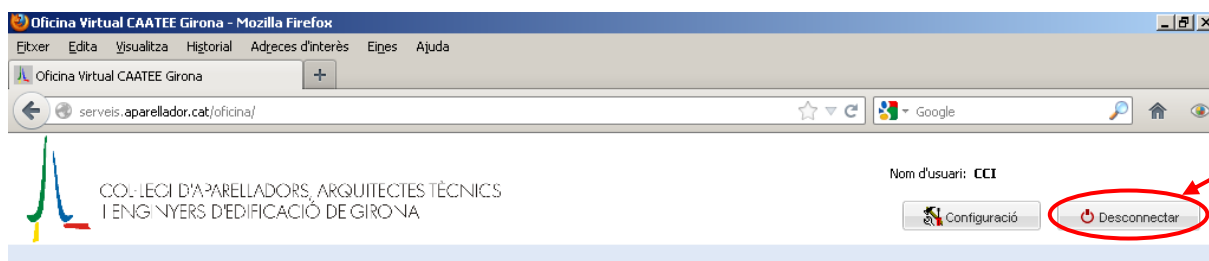 Oficina Virtual CAATEE Girona - Mozilla Firefox
Fitxer Edita Visualitza Historial Adreces d'interès Eines Ajuda
Oficina Virtual CAATEE Girona
serveis.aparellador.cat/oficina/ Google
Nom d'usuari: CCI
COL·LEGI D'APARELLADORS, ARQUITECTES TÈCNICS
I ENGINYERS D'EDIFICACIÓ DE GIRONA
Configuració Desconnectar